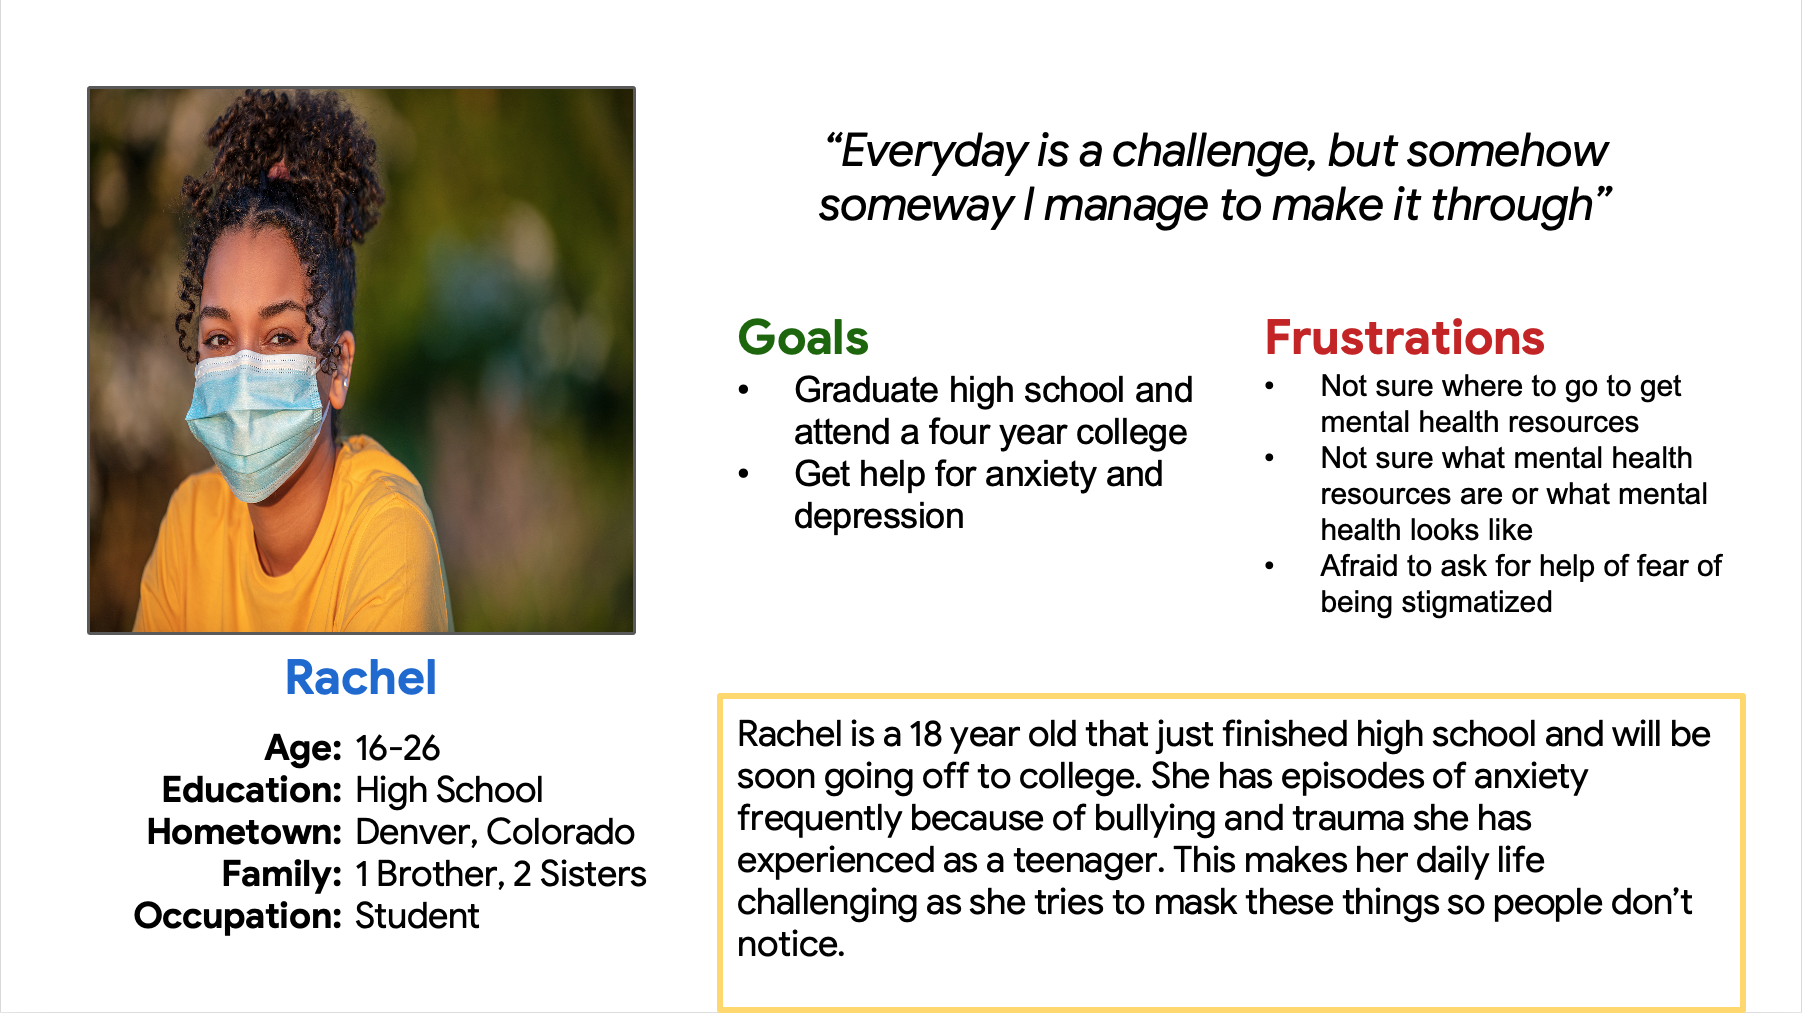 “Everyday is a challenge, but somehow
someway I manage to make it through”
Goals
• Graduate high school and
attend a four year college
• Get help for anxiety and
depression
Frustrations
• Not sure where to go to get
mental health resources
• Not sure what mental health
resources are or what mental
health looks like
• Afraid to ask for help of fear of
being stigmatized
Rachel
Age: 16-26
Education: High School
Hometown: Denver, Colorado
Family: 1 Brother, 2 Sisters
Occupation: Student
Rachel is a 18 year old that just finished high school and will be
soon going off to college. She has episodes of anxiety
frequently because of bullying and trauma she has
experienced as a teenager. This makes her daily life
challenging as she tries to mask these things so people don’t
notice.